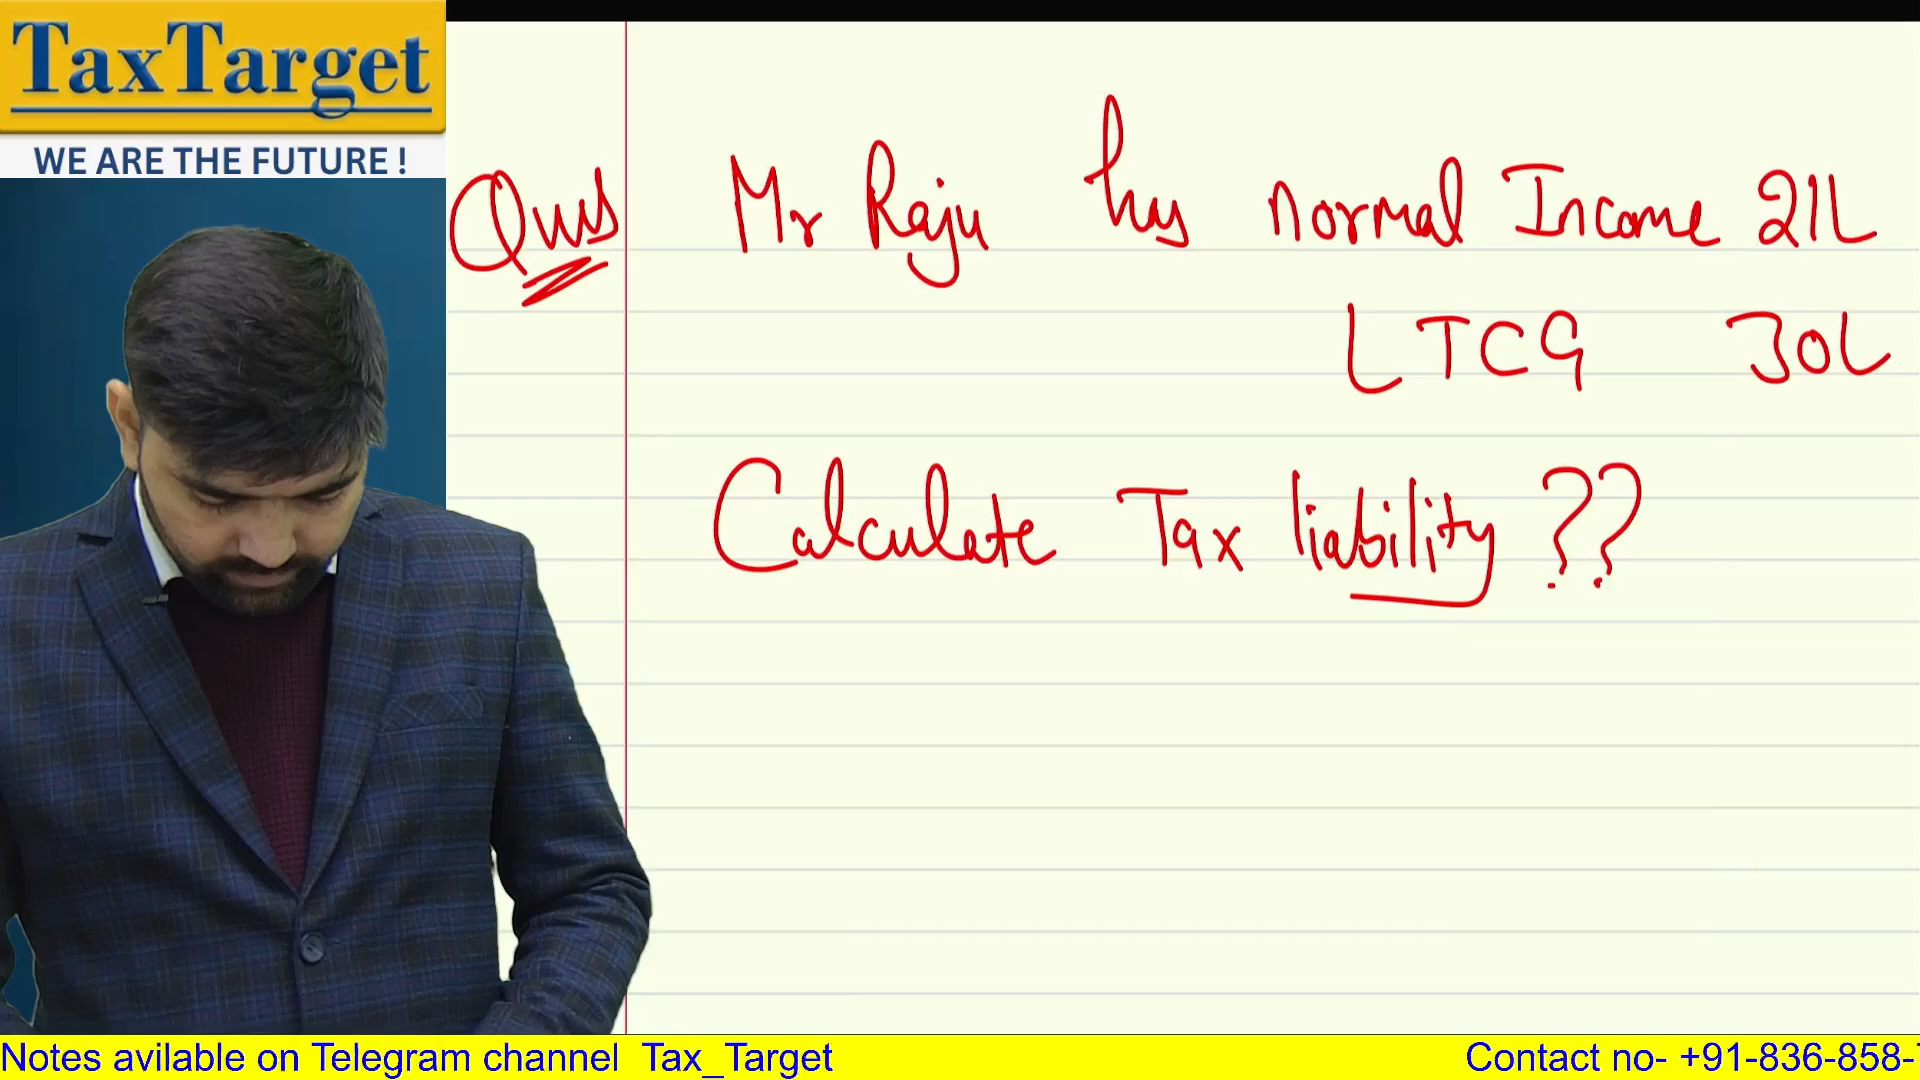 TaxTarget
WE ARE THE FUTURE !
Ques Mr Raju has normal Income 21L
LTCG 30L
Calculate Tax liability ??
Notes avilable on Telegram channel Tax_Target
Contact no- +91-836-858-